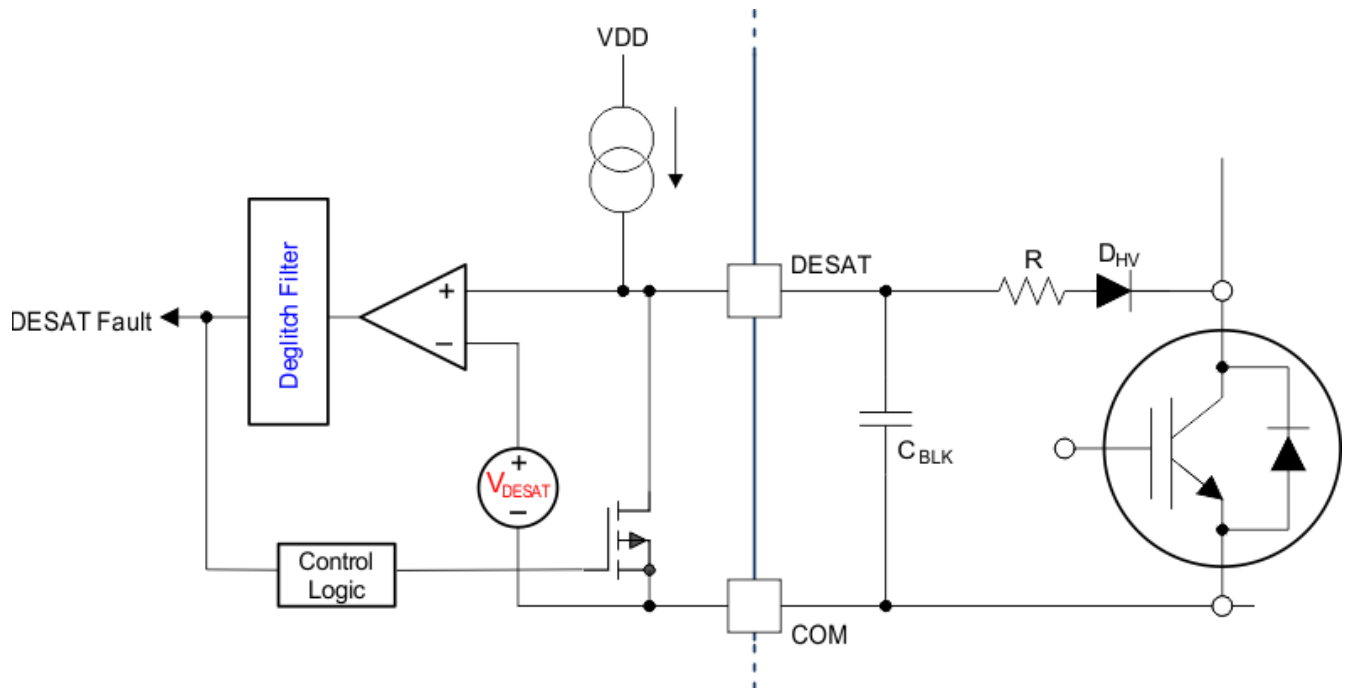 VDD
DESAT
R
DHV
+
−
DESAT Fault
Deglitch Filter
+
VDESAT
−
CBLK
Control
Logic
COM